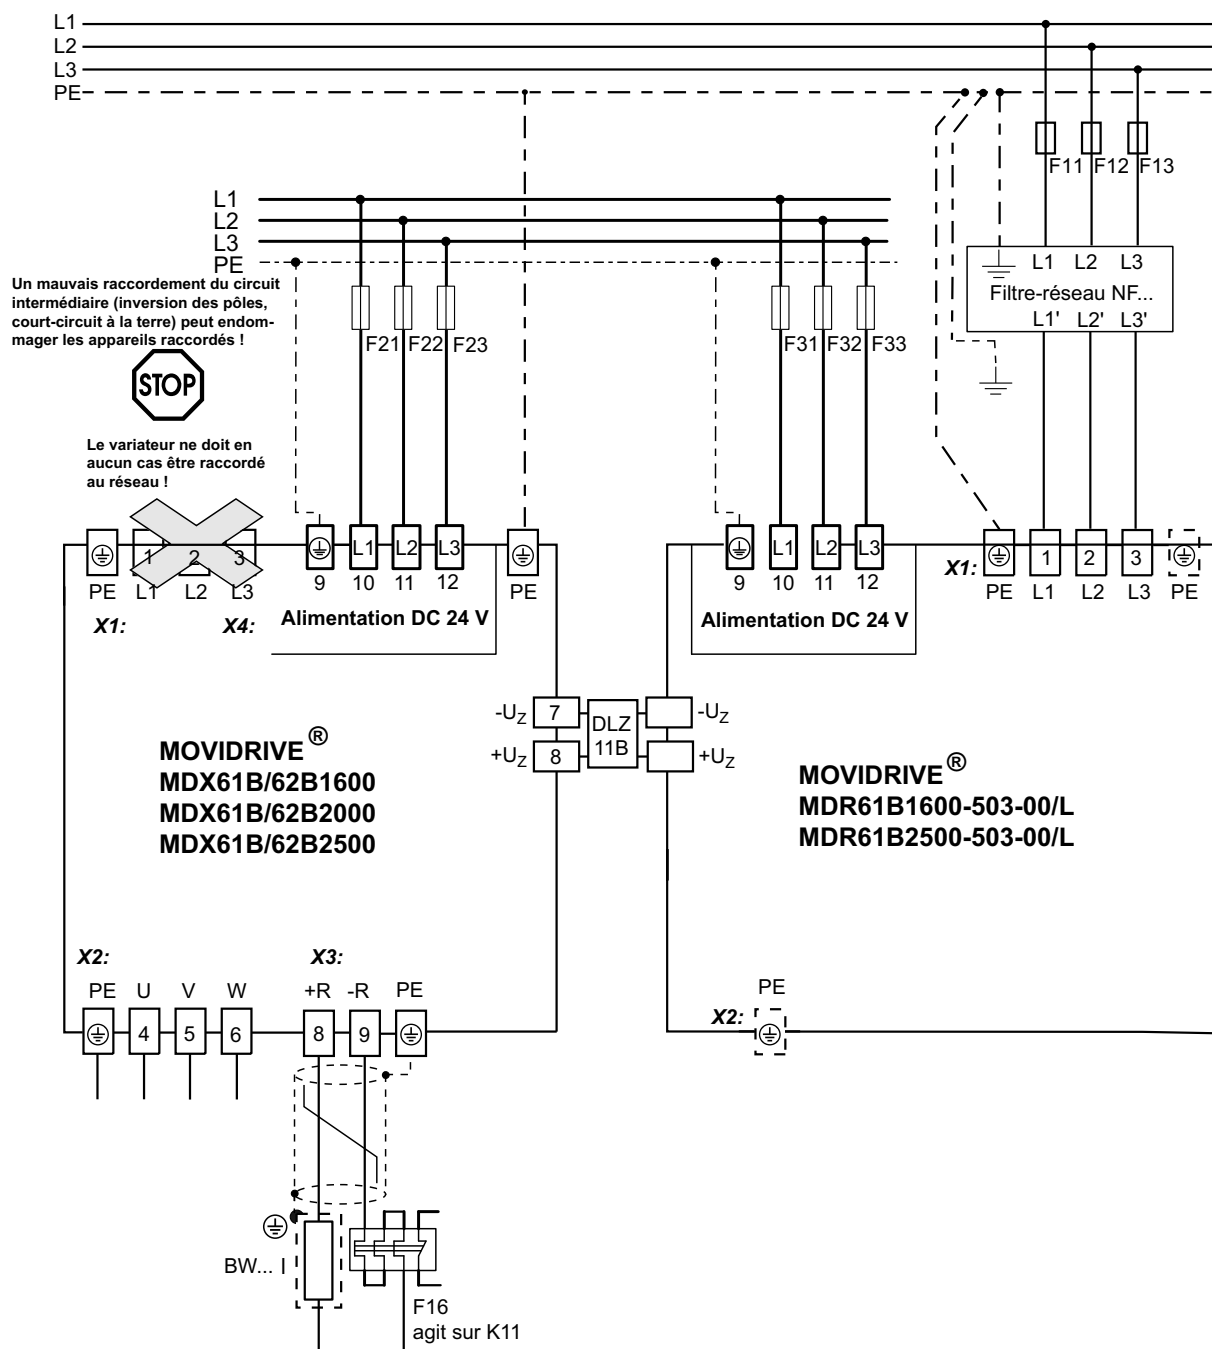 L1
L2
L3
PE
F11 F12 F13
L1
L2
L3
PE
Un mauvais raccordement du circuit
intermédiaire (inversion des pôles,
court-circuit à la terre) peut endom-
mager les appareils raccordés !
STOP
Le variateur ne doit en
aucun cas être raccordé
au réseau !
F21 F22 F23
F31 F32 F33
L1 L2 L3
Filtre-réseau NF...
L1' L2' L3'
1 2 3
L1 L2 L3
L1 L2 L3
1 2 3
PE L1 L2 L3
9 10 11 12
PE
9 10 11 12
X1:
PE L1 L2 L3 PE
X1:
X4:
Alimentation DC 24 V
Alimentation DC 24 V
-UZ 7
+UZ 8
DLZ
11B
-UZ
+UZ
MOVIDRIVE ®
MDX61B/62B1600
MDX61B/62B2000
MDX61B/62B2500
MOVIDRIVE ®
MDR61B1600-503-00/L
MDR61B2500-503-00/L
X2:
X3:
PE U V W +R -R PE
4 5 6 8 9
PE
X2:
BW... I
F16
agit sur K11